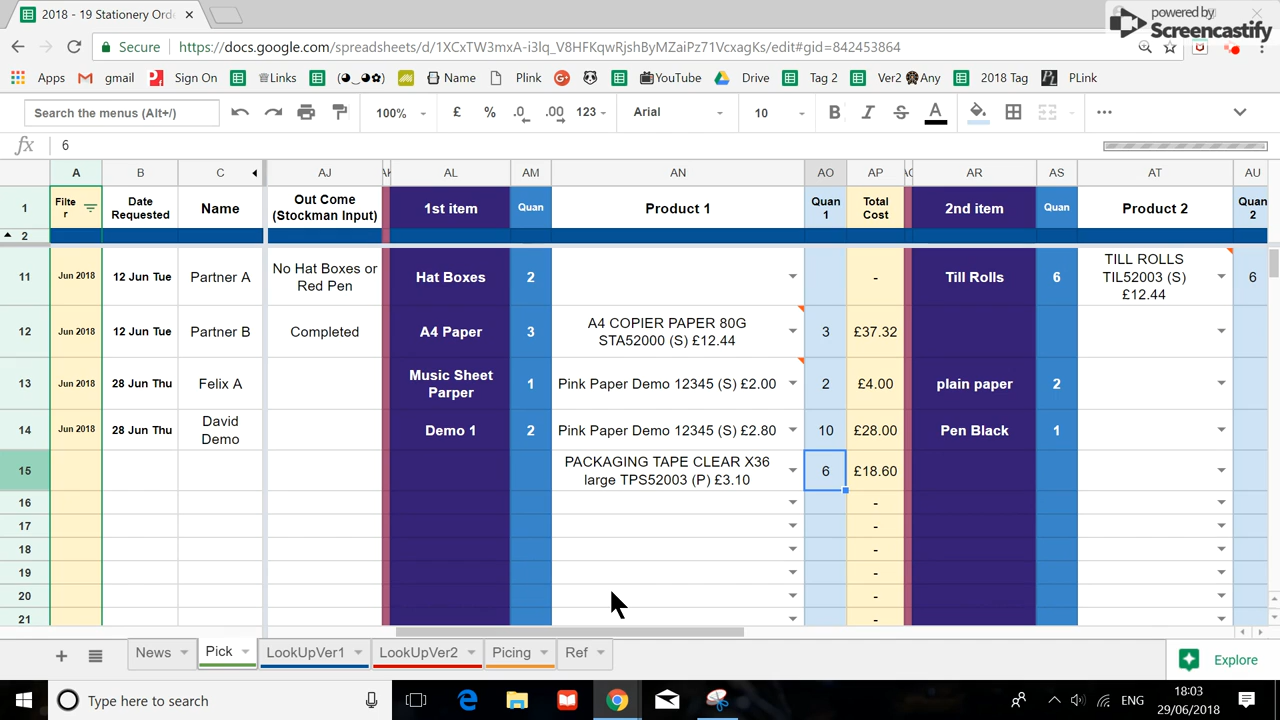 2018 - 19 Stationery Orde
powered by
Screencastify
Secure
https://docs.google.com/spreadsheets/d/
/edit#gid=842453864
Apps gmail Sign On Links Name Plink YouTube Drive Tag 2 Ver2 Any 2018 Tag PLink
Search the menus (Alt+/) 100% £ % .0 .00 123 Arial 10 B I S A
fx 6
A B C AJ AL AM AN AO AP AR AS AT AU
1 Filte r Date Requested Name Out Come (Stockman Input) 1st item Quan Product 1 Quan 1 Total Cost 2nd item Quan Product 2 Quan 2
2
11 Jun 2018 12 Jun Tue Partner A No Hat Boxes or Red Pen Hat Boxes 2 - Till Rolls 6 TILL ROLLS TIL52003 (S) £12.44 6
12 Jun 2018 12 Jun Tue Partner B Completed A4 Paper 3 A4 COPIER PAPER 80G STA52000 (S) £12.44 3 £37.32
13 Jun 2018 28 Jun Thu Felix A Music Sheet Parper 1 Pink Paper Demo 12345 (S) £2.00 2 £4.00 plain paper 2
14 Jun 2018 28 Jun Thu David Demo Demo 1 2 Pink Paper Demo 12345 (S) £2.80 10 £28.00 Pen Black 1
15 PACKAGING TAPE CLEAR X36 large TPS52003 (P) £3.10 6 £18.60
16 -
17 -
18 -
19 -
20 -
21
News Pick LookUpVer1 LookUpVer2 Picing Ref Explore
Type here to search ENG 18:03
29/06/2018